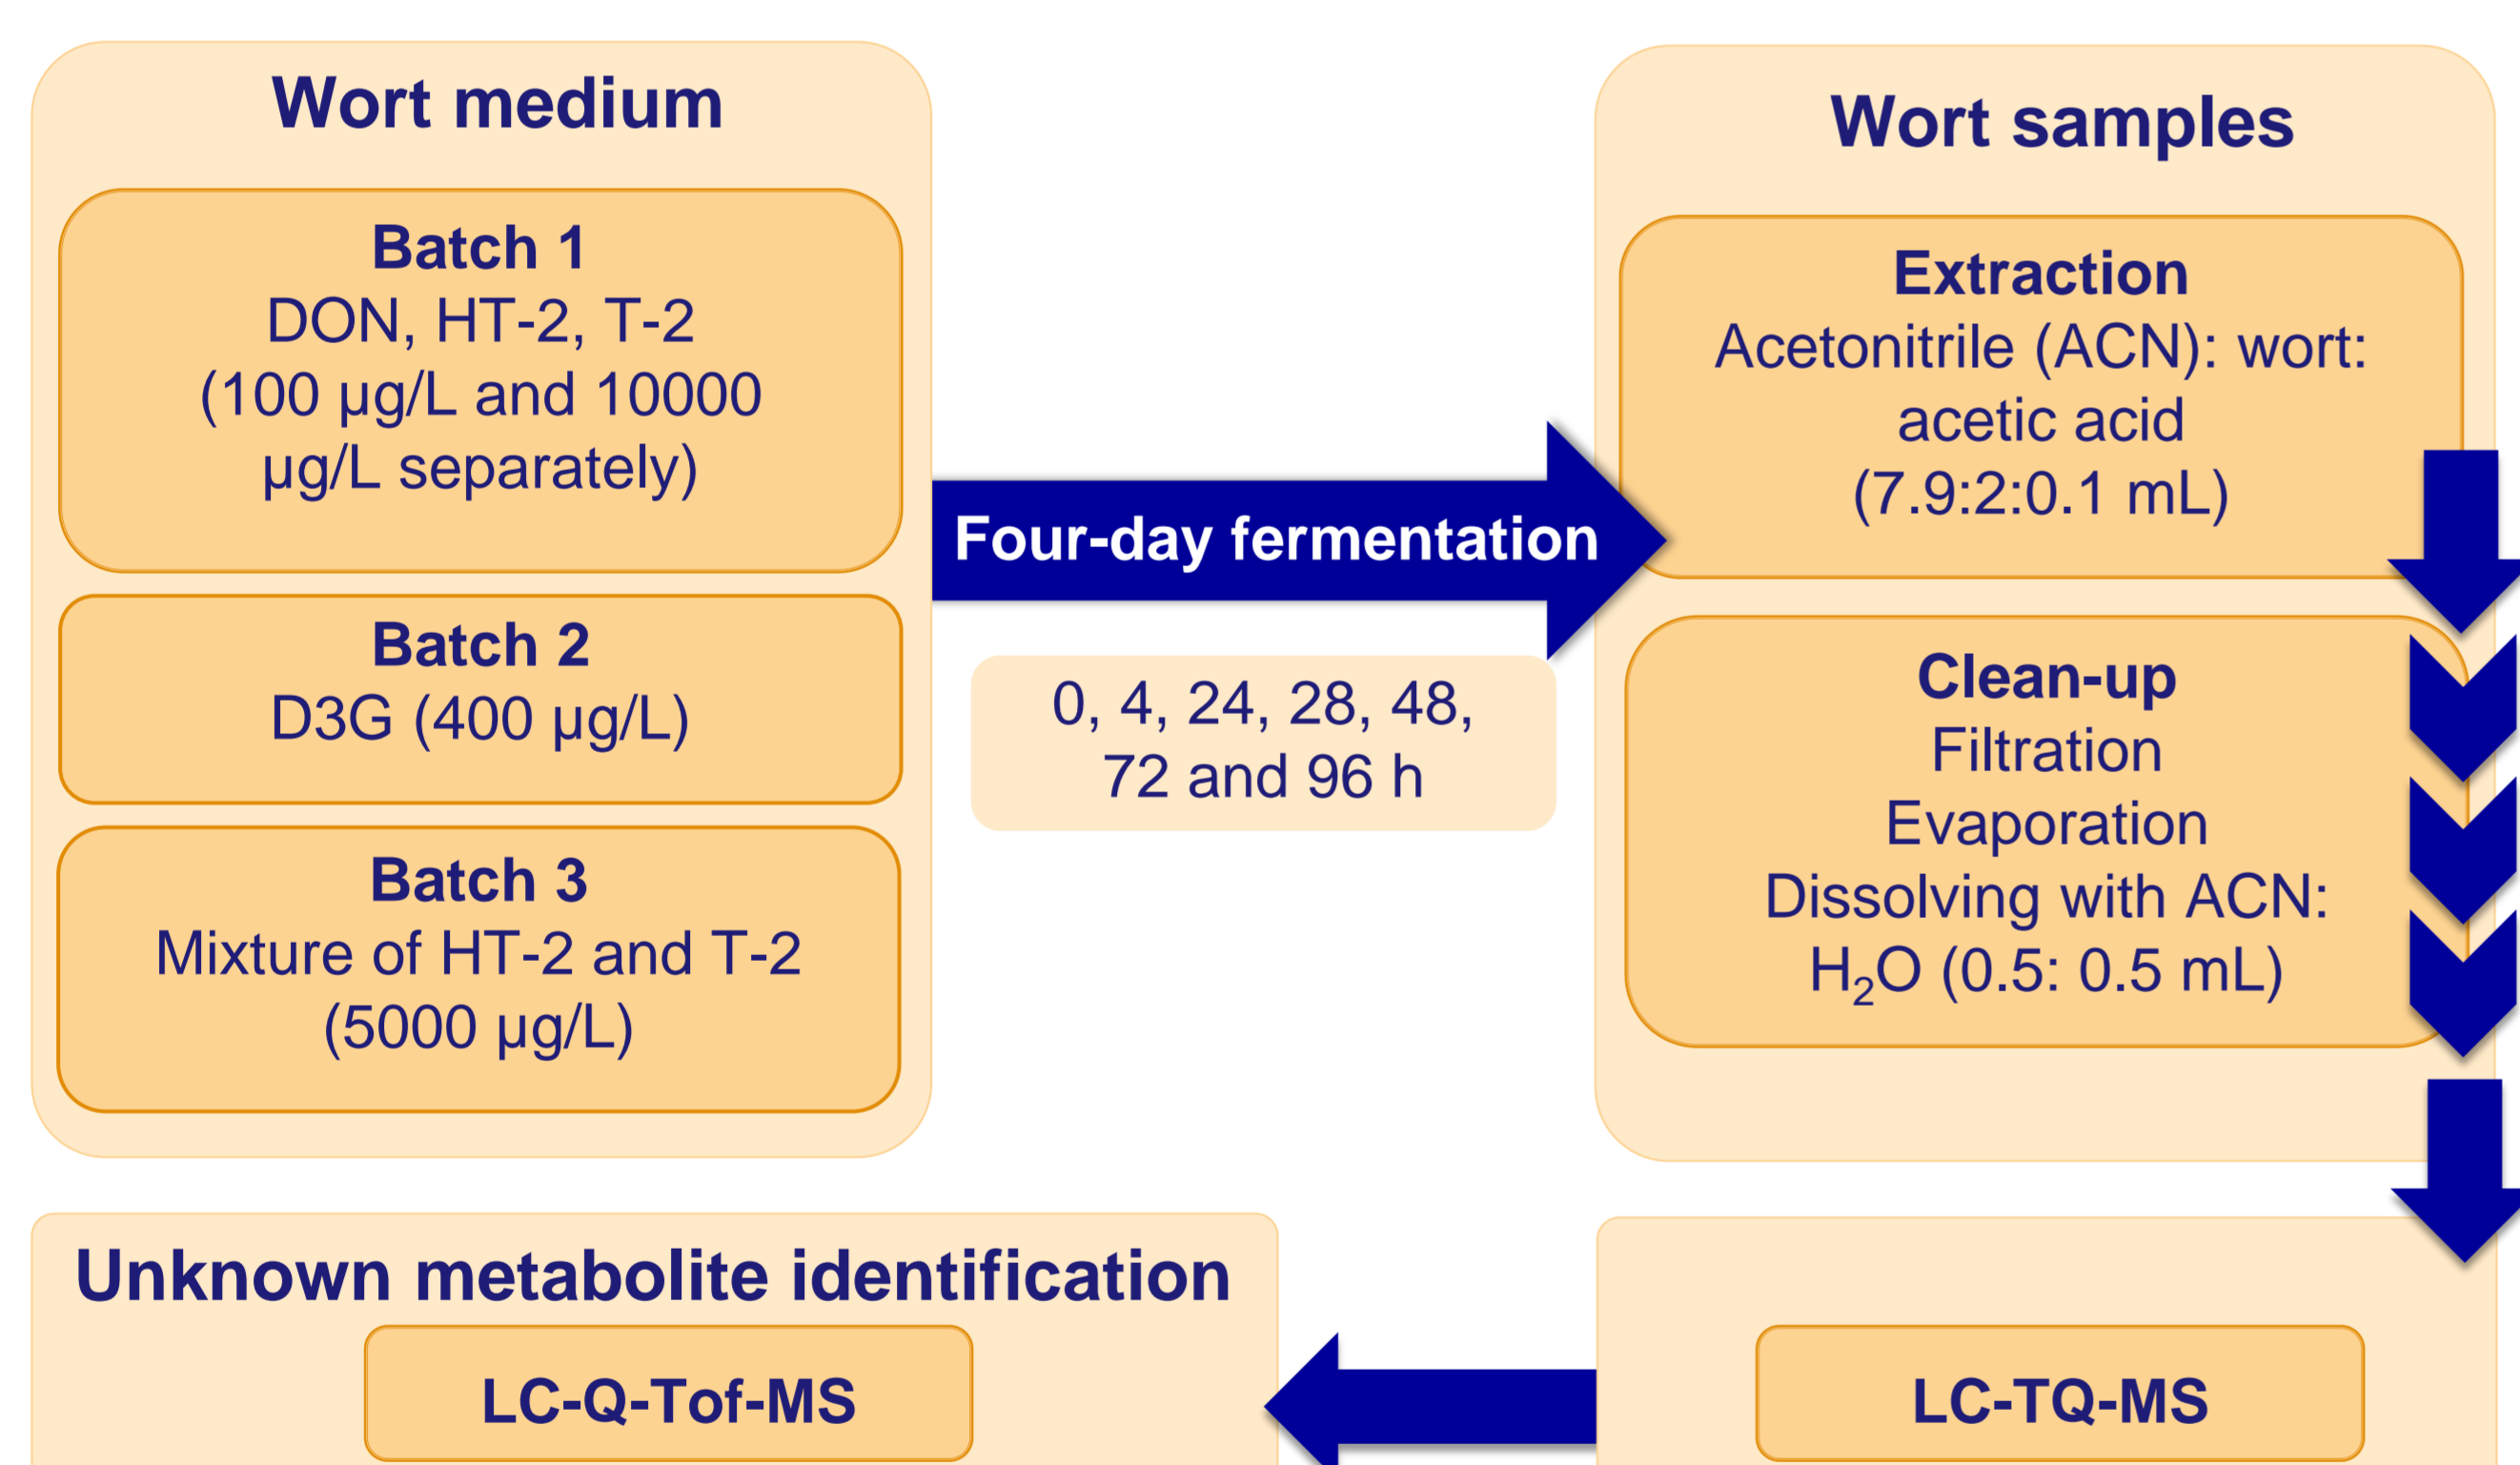 Wort medium
Batch 1
DON, HT-2, T-2
(100 µg/L and 10000
µg/L separately)
Batch 2
D3G (400 µg/L)
Batch 3
Mixture of HT-2 and T-2
(5000 µg/L)
Four-day fermentation
0, 4, 24, 28, 48,
72 and 96 h
Wort samples
Extraction
Acetonitrile (ACN): wort:
acetic acid
(7.9:2:0.1 mL)
Clean-up
Filtration
Evaporation
Dissolving with ACN:
H₂O (0.5: 0.5 mL)
Unknown metabolite identification
LC-Q-Tof-MS
LC-TQ-MS